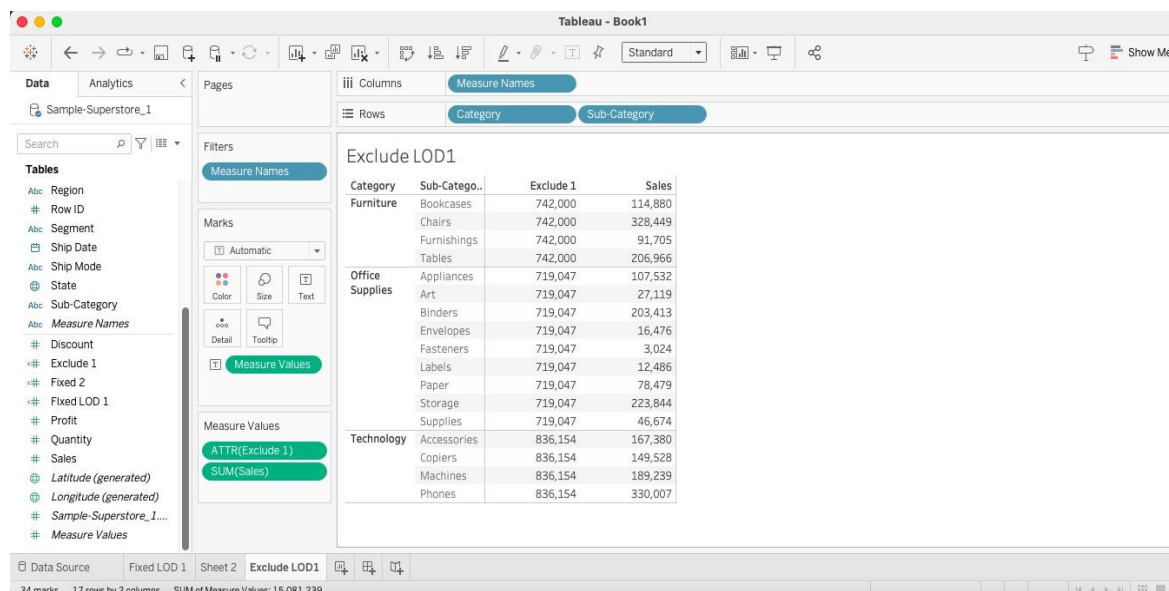 Tableau - Book1
Standard
Show Me
Data
Analytics
Pages
iii Columns
Measure Names
Sample-Superstore_1
Rows
Category
Sub-Category
Search
Filters
Measure Names
Exclude LOD1
Tables
Abc Region
# Row ID
Abc Segment
Ship Date
Abc Ship Mode
State
Abc Sub-Category
Abc Measure Names
# Discount
=# Exclude 1
=# Fixed 2
=# FIxed LOD 1
# Profit
# Quantity
# Sales
Latitude (generated)
Longitude (generated)
# Sample-Superstore_1....
# Measure Values
Marks
T Automatic
Color Size Text
Detail Tooltip
T Measure Values
Measure Values
ATTR(Exclude 1)
SUM(Sales)
Category Sub-Catego.. Exclude 1 Sales
Furniture Bookcases 742,000 114,880
Chairs 742,000 328,449
Furnishings 742,000 91,705
Tables 742,000 206,966
Office Supplies Appliances 719,047 107,532
Art 719,047 27,119
Binders 719,047 203,413
Envelopes 719,047 16,476
Fasteners 719,047 3,024
Labels 719,047 12,486
Paper 719,047 78,479
Storage 719,047 223,844
Supplies 719,047 46,674
Technology Accessories 836,154 167,380
Copiers 836,154 149,528
Machines 836,154 189,239
Phones 836,154 330,007
Data Source Fixed LOD 1 Sheet 2 Exclude LOD1
34 marks 17 rows by 2 columns SUM of Measure Values: 15,081,239